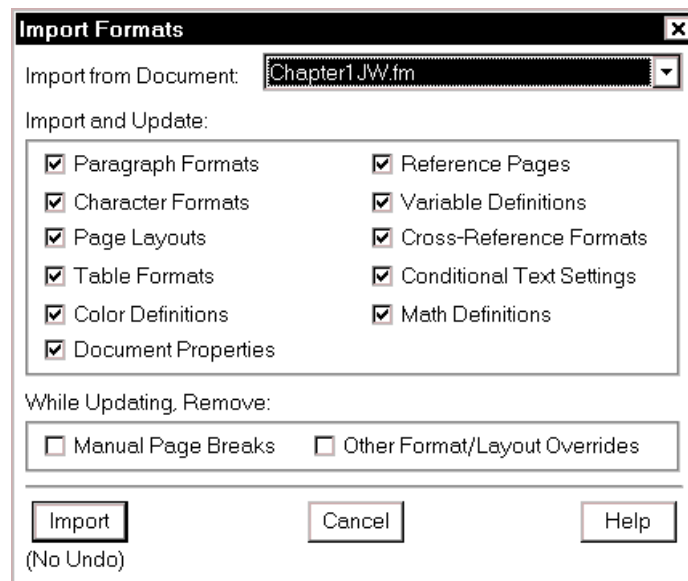 Import Formats
Import from Document: Chapter1JW.fm
Import and Update:
Paragraph Formats Reference Pages
Character Formats Variable Definitions
Page Layouts Cross-Reference Formats
Table Formats Conditional Text Settings
Color Definitions Math Definitions
Document Properties
While Updating, Remove:
Manual Page Breaks Other Format/Layout Overrides
Import Cancel Help
(No Undo)